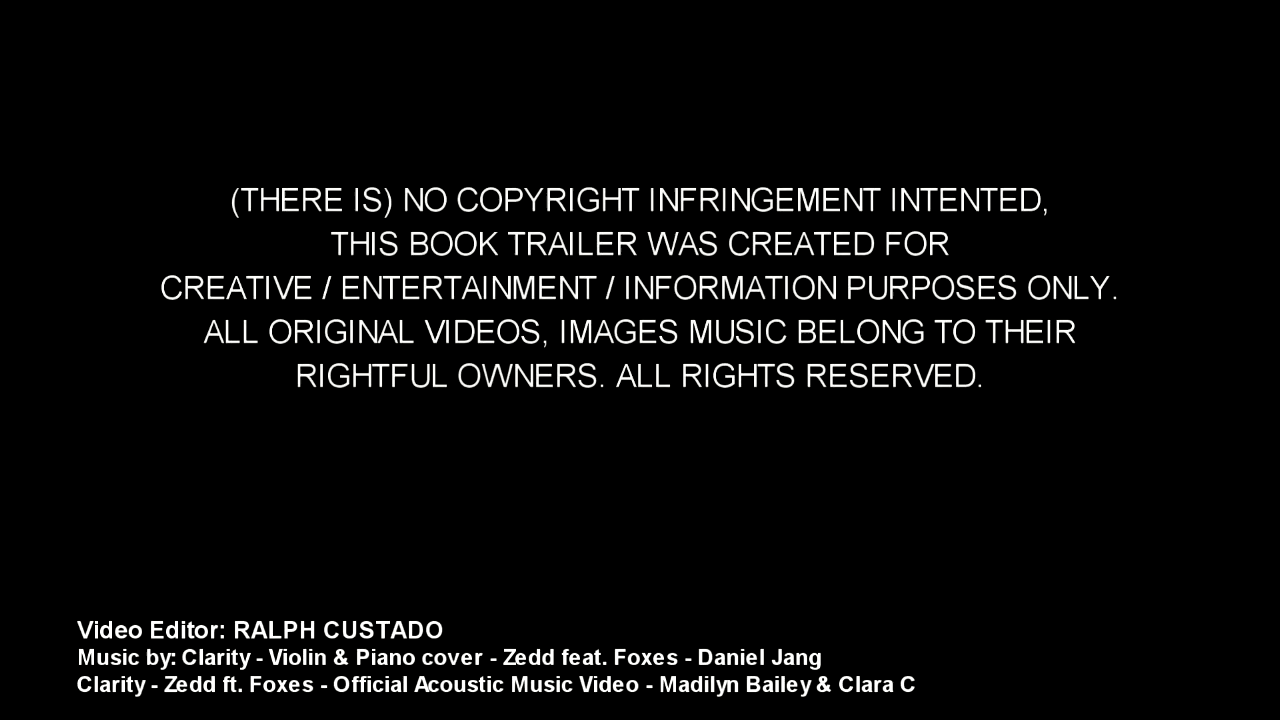 (THERE IS) NO COPYRIGHT INFRINGEMENT INTENTED,
THIS BOOK TRAILER WAS CREATED FOR
CREATIVE / ENTERTAINMENT / INFORMATION PURPOSES ONLY.
ALL ORIGINAL VIDEOS, IMAGES MUSIC BELONG TO THEIR
RIGHTFUL OWNERS. ALL RIGHTS RESERVED.
Video Editor: RALPH CUSTADO
Music by: Clarity - Violin & Piano cover - Zedd feat. Foxes - Daniel Jang
Clarity - Zedd ft. Foxes - Official Acoustic Music Video - Madilyn Bailey & Clara C